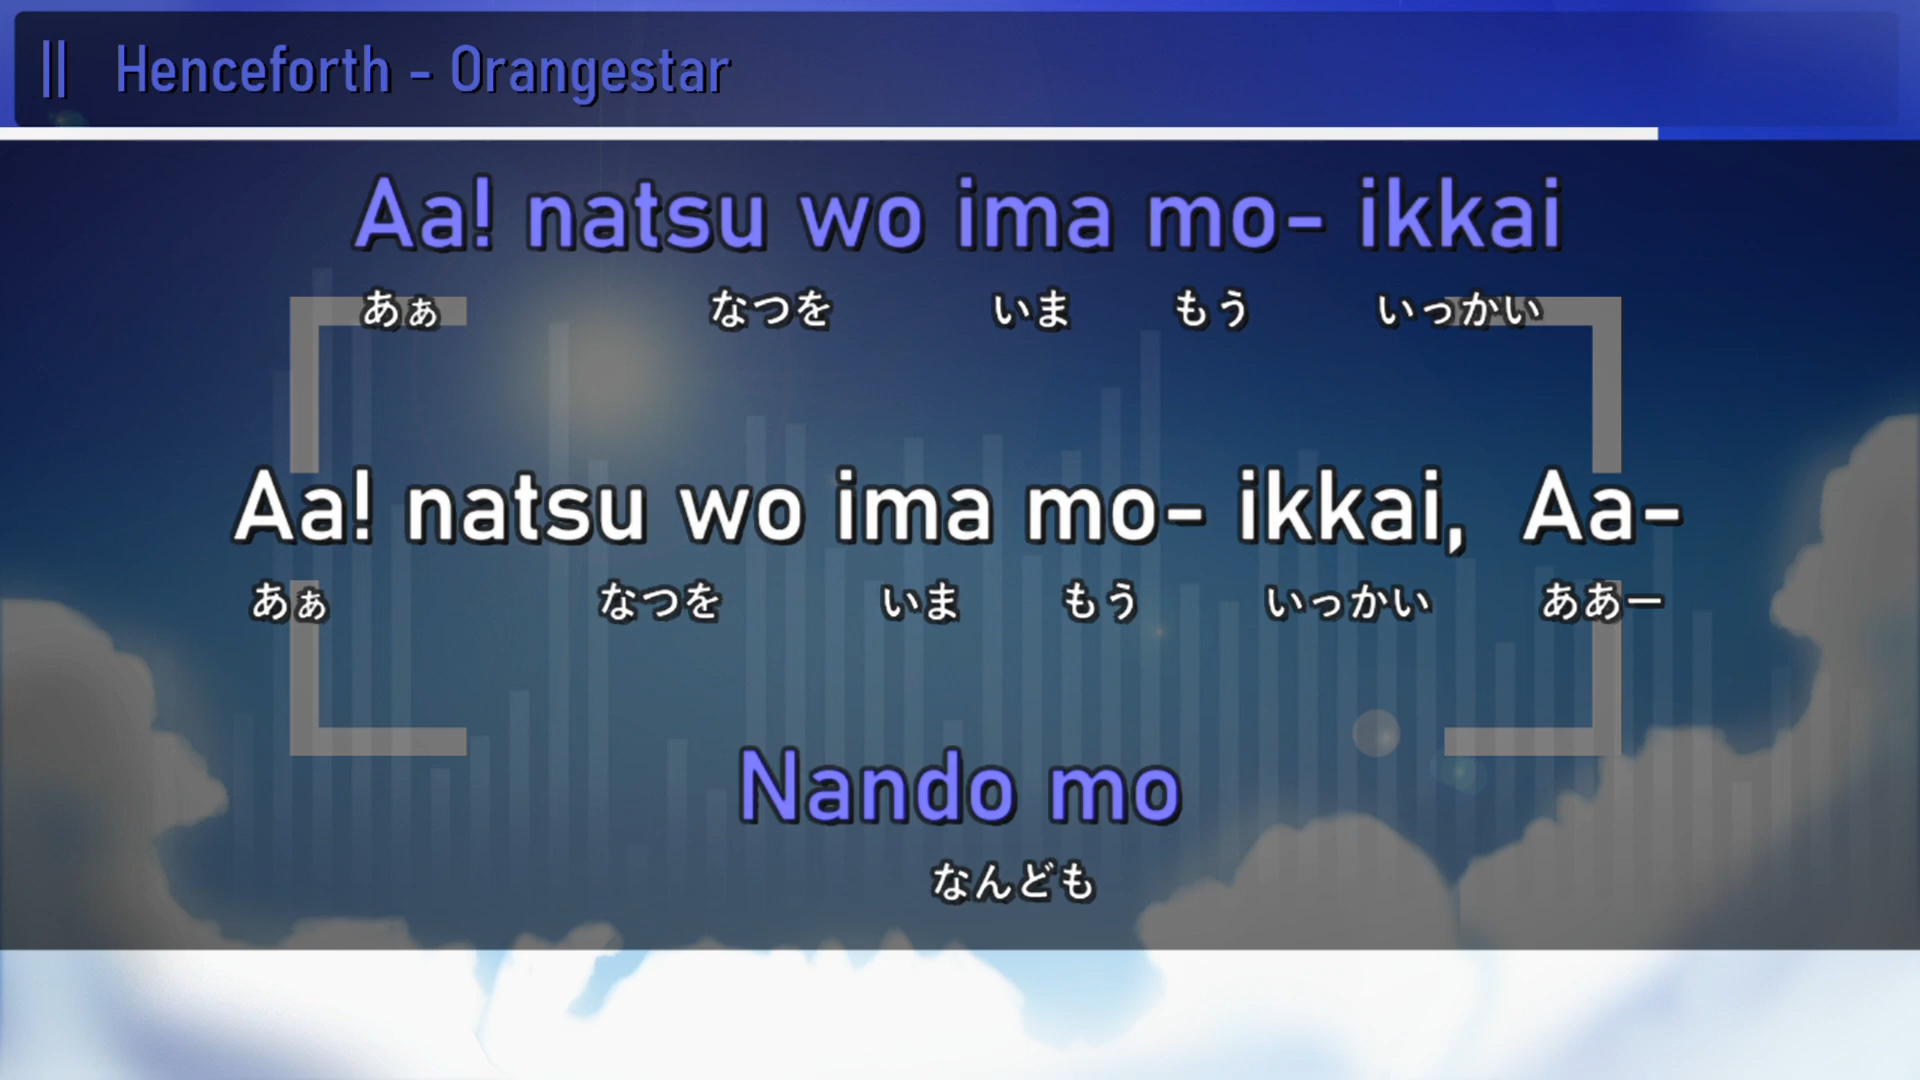 || Henceforth - Orangestar
Aa! natsu wo ima mo- ikkai
あぁ なつを いま もう いっかい
Aa! natsu wo ima mo- ikkai, Aa-
あぁ なつを いま もう いっかい ああー
Nando mo
なんども